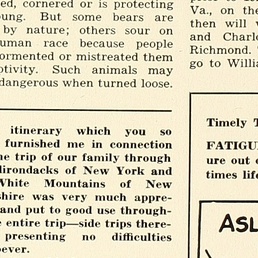 ed, cornered or is protecting
ung. But some bears are
by nature; others sour on
uman race because people
ormented or mistreated them
ptivity. Such animals may
dangerous when turned loose.
itinerary which you so
furnished me in connection
he trip of our family through
dirondacks of New York and
White Mountains of New
shire was very much appre-
and put to good use through-
e entire trip—side trips there-
presenting no difficulties
oever.
Va., on the
then will v
and Charlo
Richmond. T
go to Willia
Timely T
FATIGU
ure out o
times life
ASL